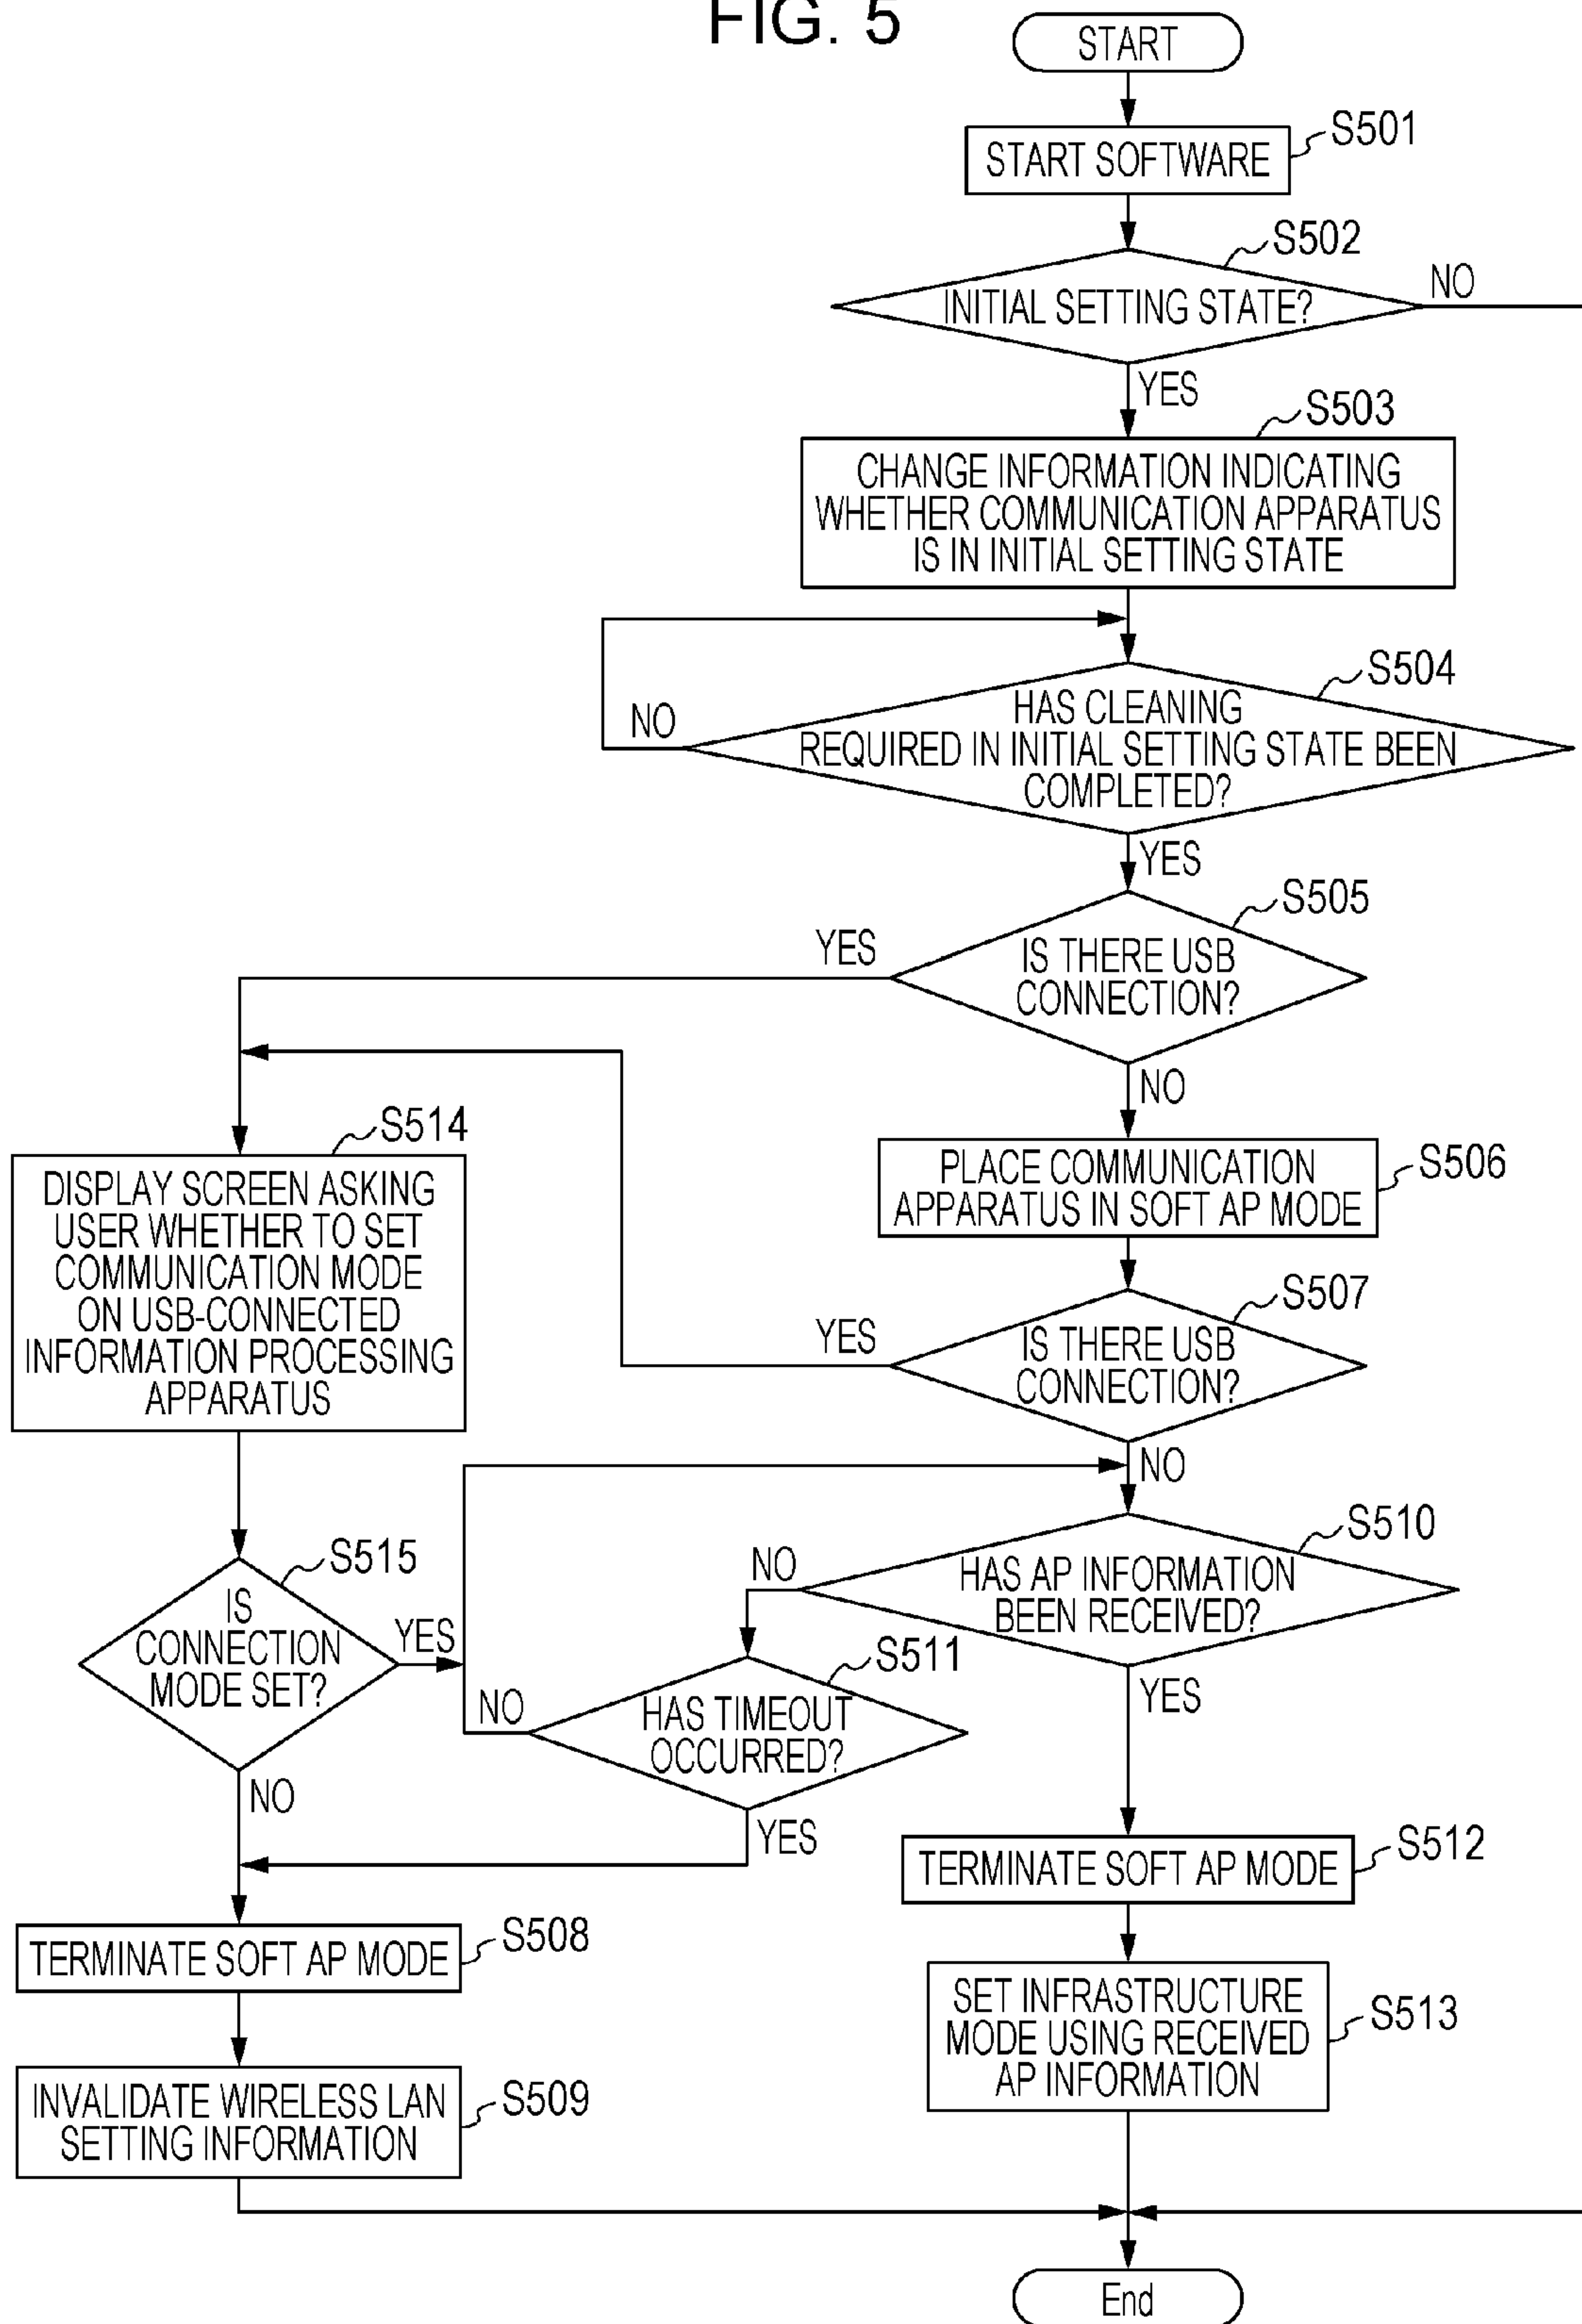 FIG. 5
START
START SOFTWARE
S501
S502
INITIAL SETTING STATE?
NO
YES
S503
CHANGE INFORMATION INDICATING
WHETHER COMMUNICATION APPARATUS
IS IN INITIAL SETTING STATE
S504
HAS CLEANING
REQUIRED IN INITIAL SETTING STATE BEEN
COMPLETED?
NO
YES
S505
IS THERE USB
CONNECTION?
YES
NO
S514
DISPLAY SCREEN ASKING
USER WHETHER TO SET
COMMUNICATION MODE
ON USB-CONNECTED
INFORMATION PROCESSING
APPARATUS
PLACE COMMUNICATION
APPARATUS IN SOFT AP MODE
S506
S507
IS THERE USB
CONNECTION?
YES
NO
S510
HAS AP INFORMATION
BEEN RECEIVED?
NO
YES
S515
IS
CONNECTION
MODE SET?
YES
NO
S511
HAS TIMEOUT
OCCURRED?
NO
YES
TERMINATE SOFT AP MODE
S512
TERMINATE SOFT AP MODE
S508
SET INFRASTRUCTURE
MODE USING RECEIVED
AP INFORMATION
S513
INVALIDATE WIRELESS LAN
SETTING INFORMATION
S509
End